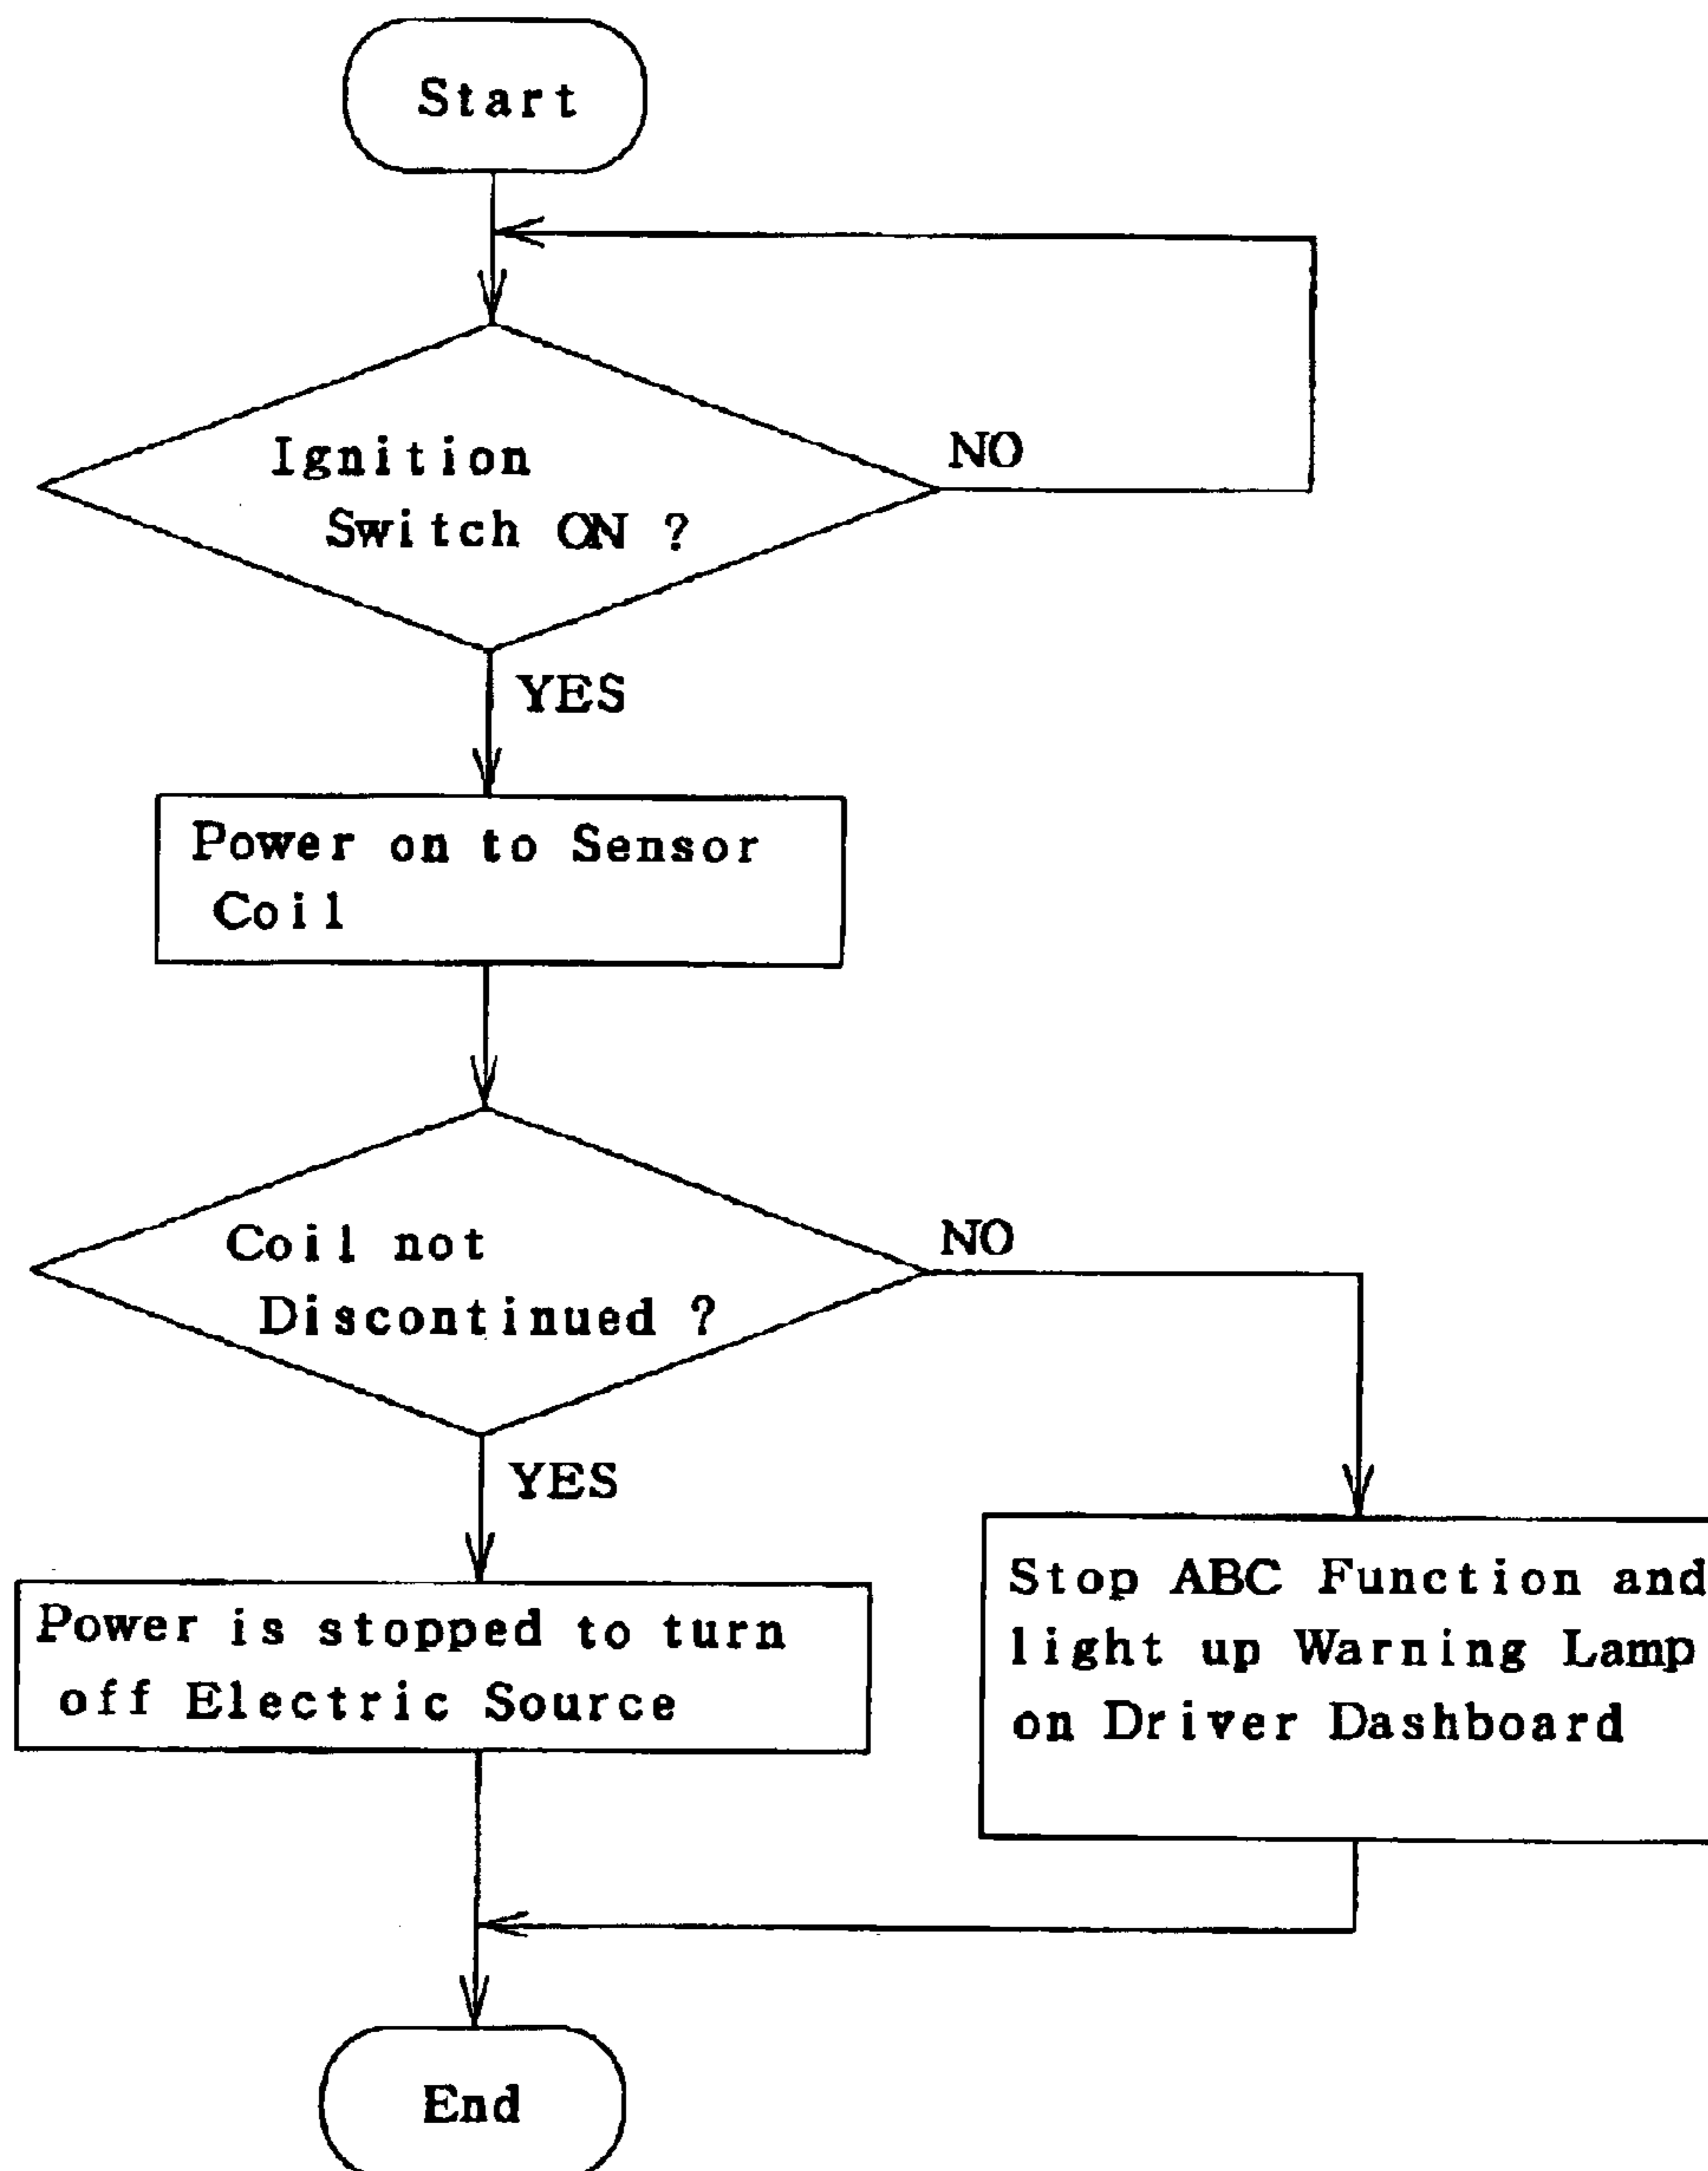 Start
Ignition
Switch ON ?
NO
YES
Power on to Sensor
Coil
Coil not
Discontinued ?
NO
YES
Power is stopped to turn
off Electric Source
Stop ABC Function and
light up Warning Lamp
on Driver Dashboard
End